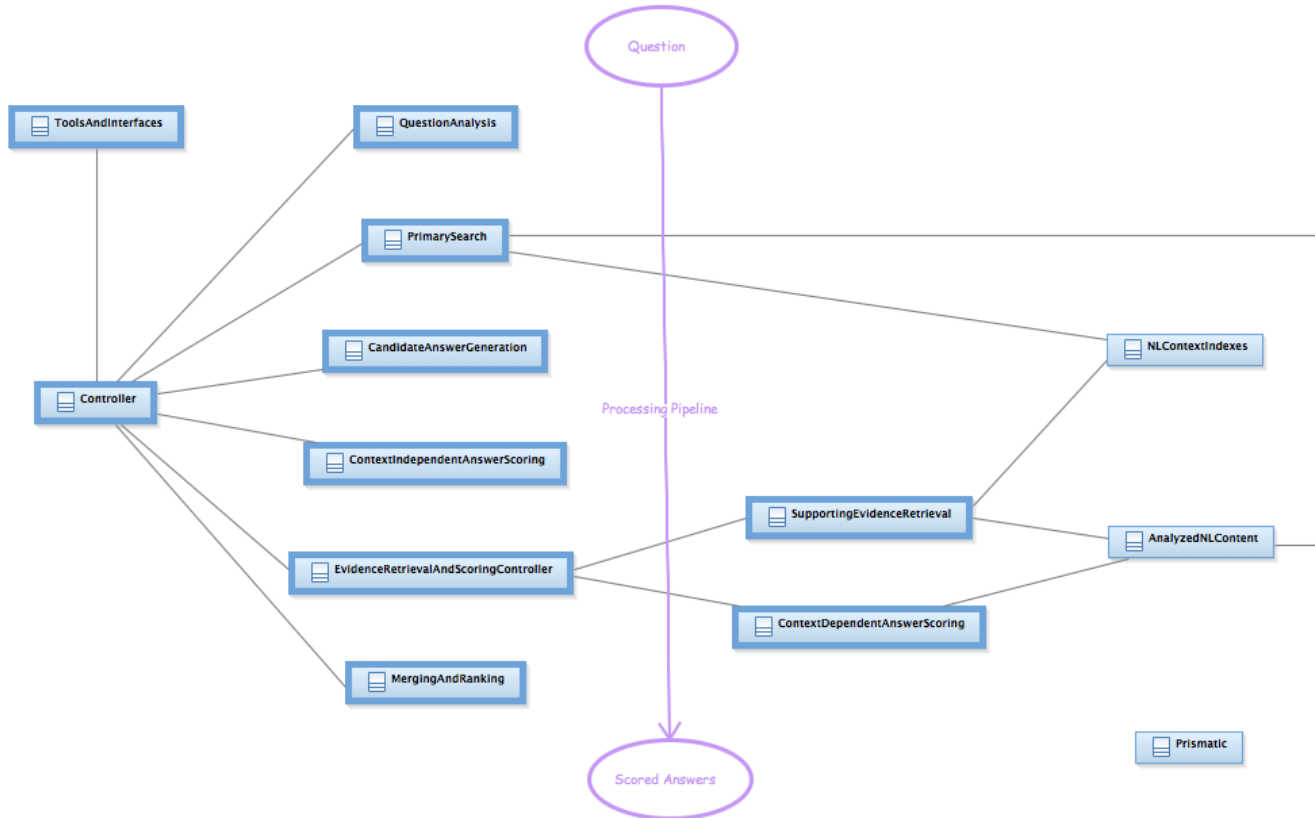 Question
ToolsAndInterfaces
QuestionAnalysis
PrimarySearch
CandidateAnswerGeneration
NLContextIndexes
Controller
Processing Pipeline
ContextIndependentAnswerScoring
SupportingEvidenceRetrieval
AnalyzedNLContent
EvidenceRetrievalAndScoringController
ContextDependentAnswerScoring
MergingAndRanking
Prismatic
Scored Answers